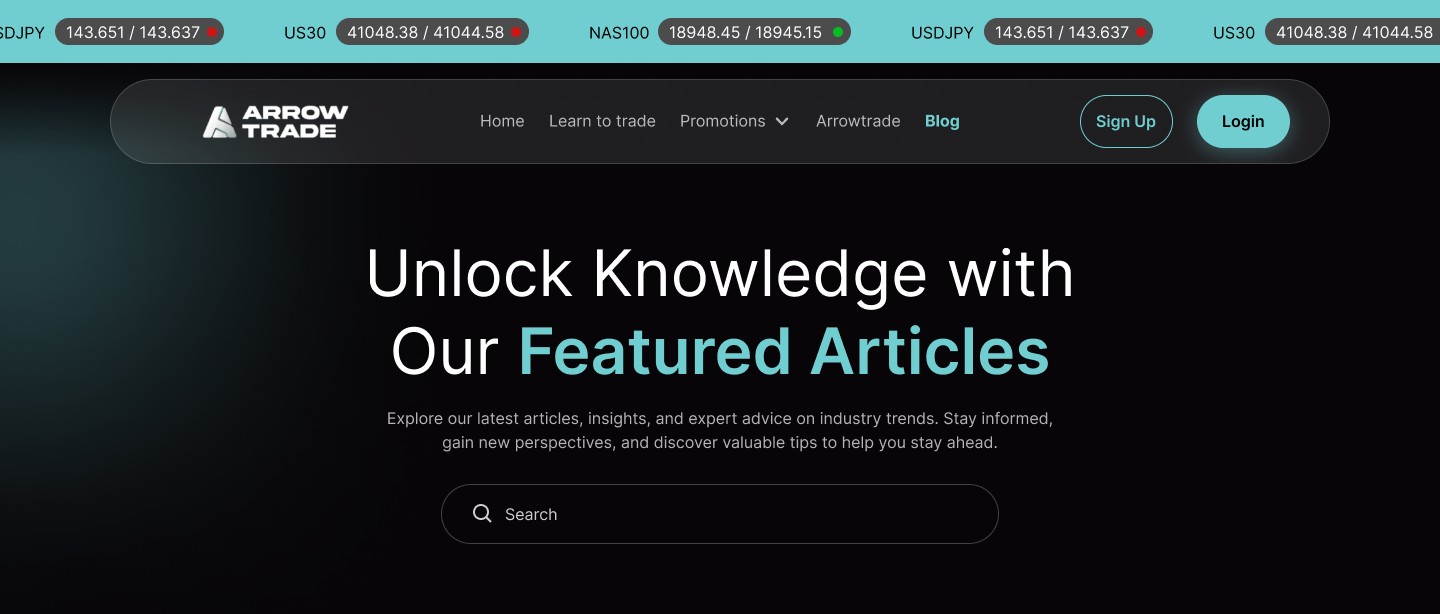 SDJPY 143.651 / 143.637 US30 41048.38 / 41044.58 NAS100 18948.45 / 18945.15 USDJPY 143.651 / 143.637 US30 41048.38 / 41044.58
ARROW
TRADE
Home Learn to trade Promotions Arrowtrade Blog Sign Up Login
Unlock Knowledge with
Our Featured Articles
Explore our latest articles, insights, and expert advice on industry trends. Stay informed,
gain new perspectives, and discover valuable tips to help you stay ahead.
Search